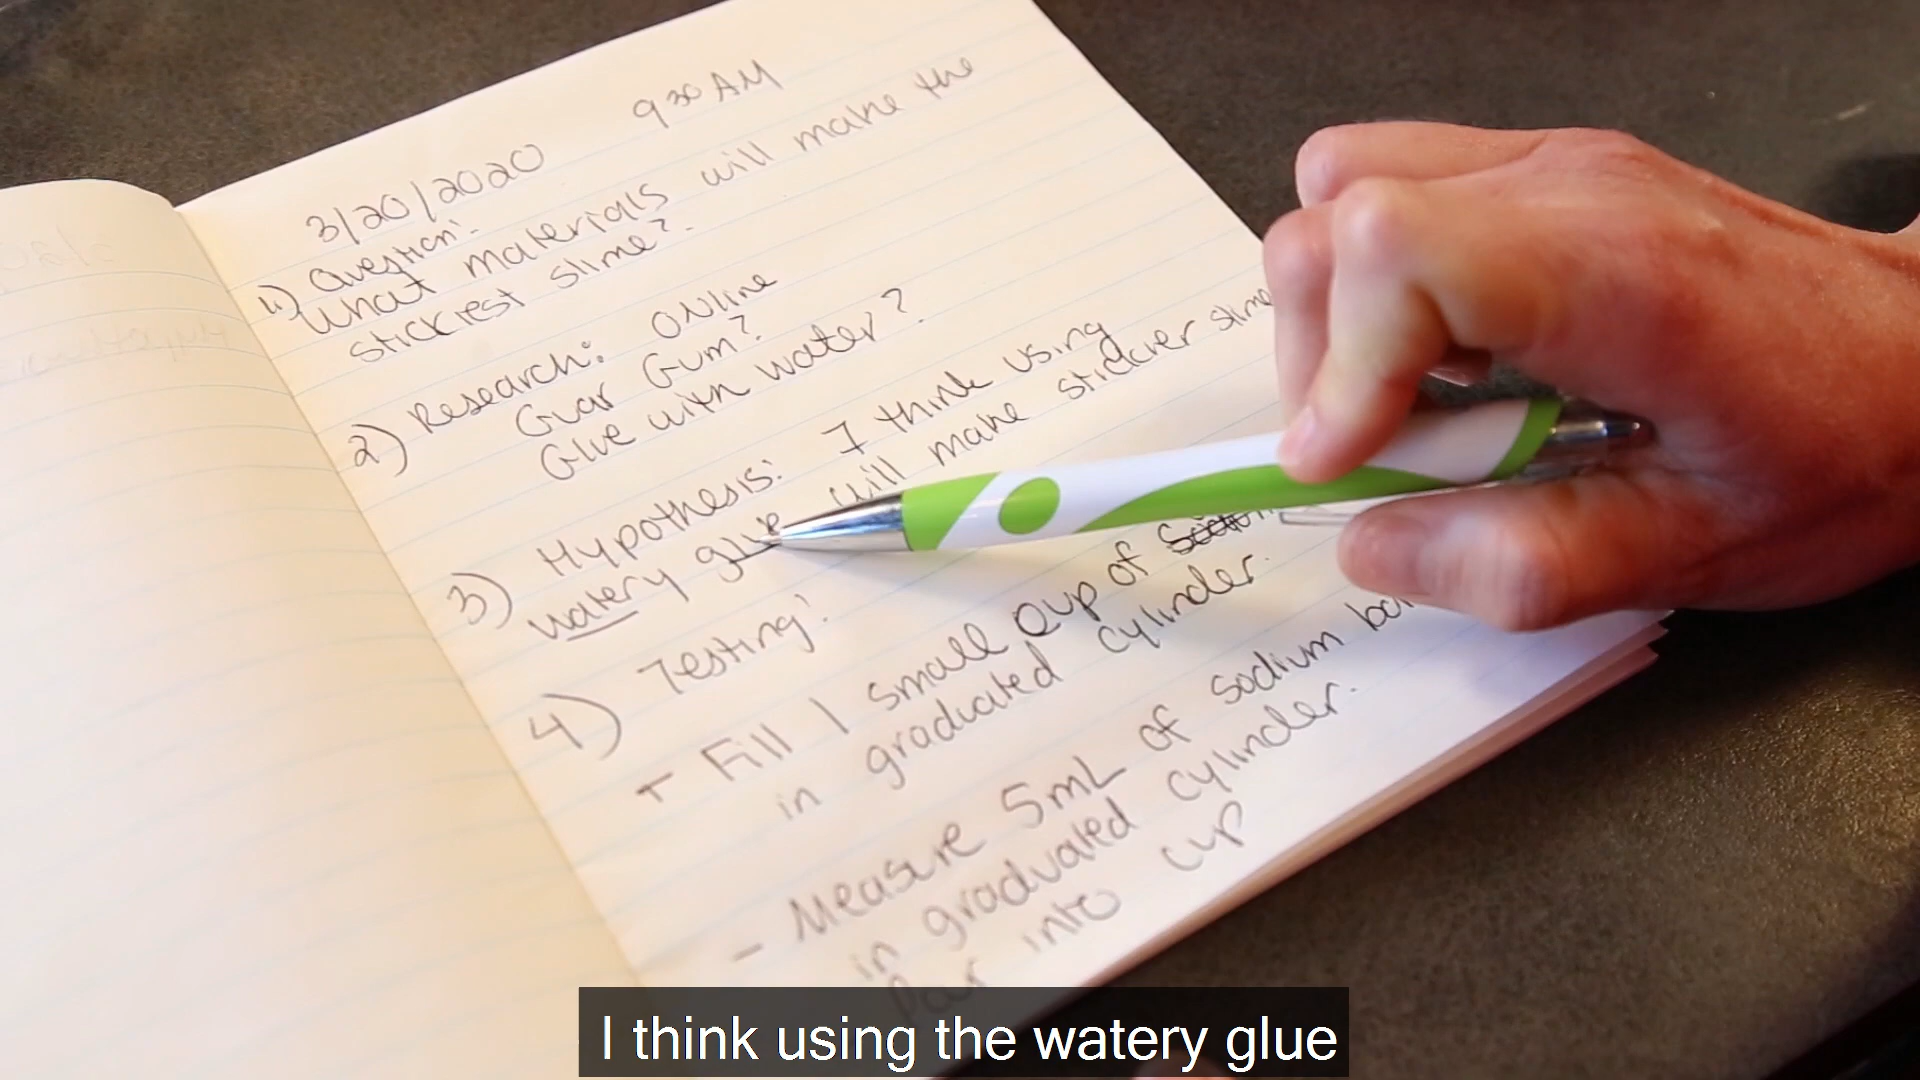 3/20/2020 9 30 AM
1) Question:
What materials will make the
stickiest slime?
2) Research: Online
Guar Gum?
Glue with water?
3) Hypothesis: I think using
watery glue will make stickier slime
4) Testing:
- Fill 1 small cup of
in graduated cylinder.
- Measure 5mL of sodium
in graduated cylinder.
Pour into cup
I think using the watery glue